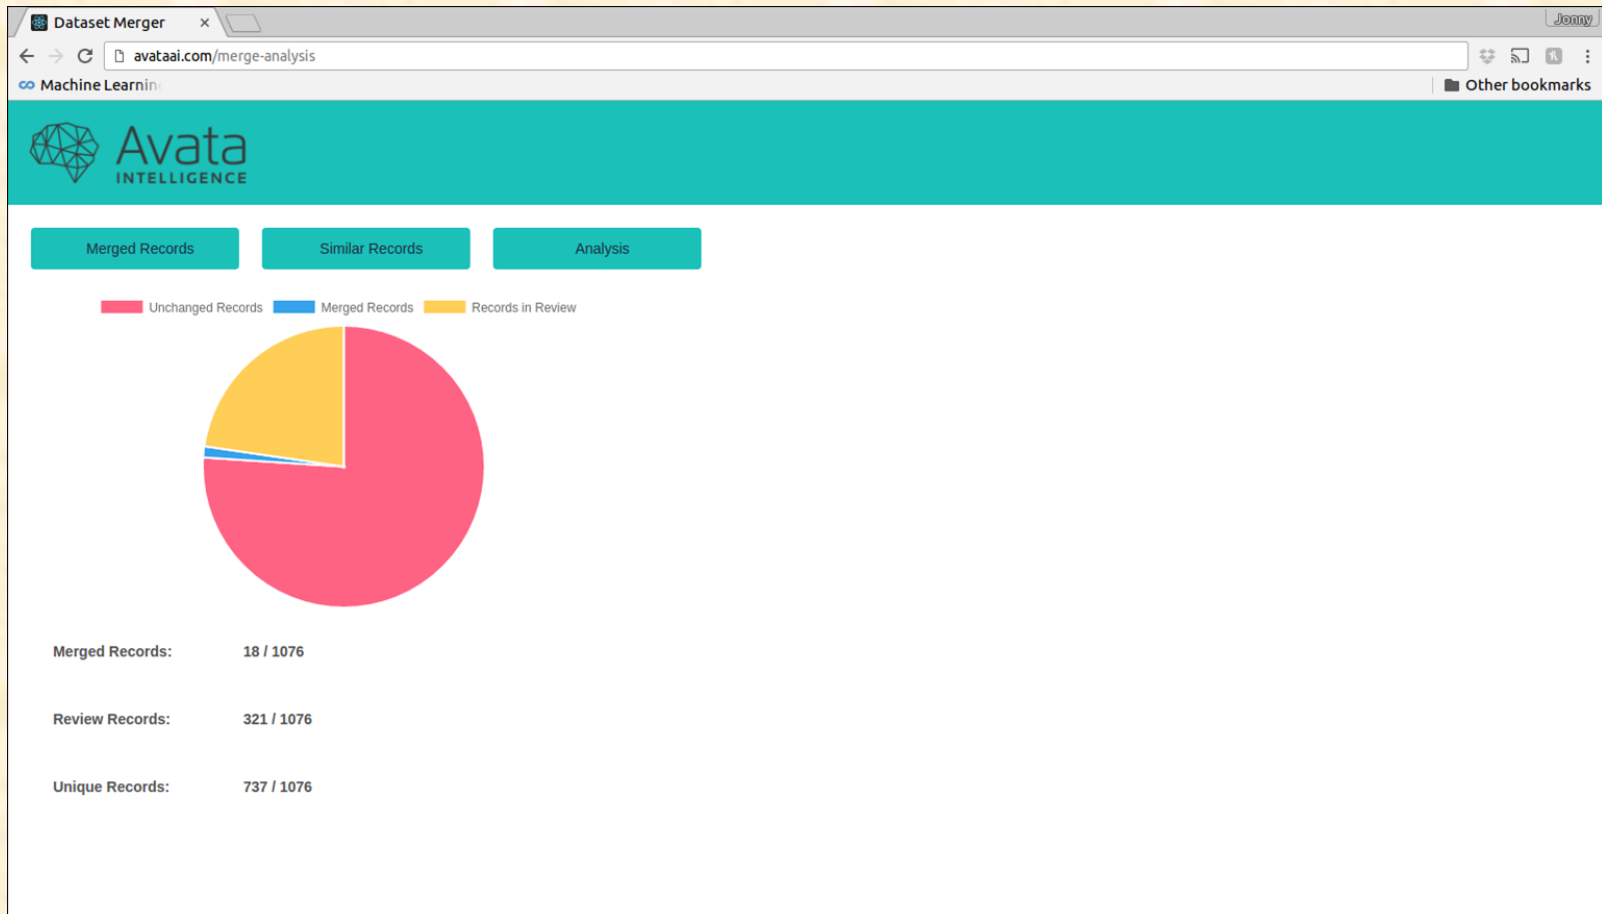 Dataset Merger
Jonny
avataai.com/merge-analysis
Machine Learning
Other bookmarks
Avata
INTELLIGENCE
Merged Records Similar Records Analysis
Unchanged Records Merged Records Records in Review
Merged Records: 18 / 1076
Review Records: 321 / 1076
Unique Records: 737 / 1076